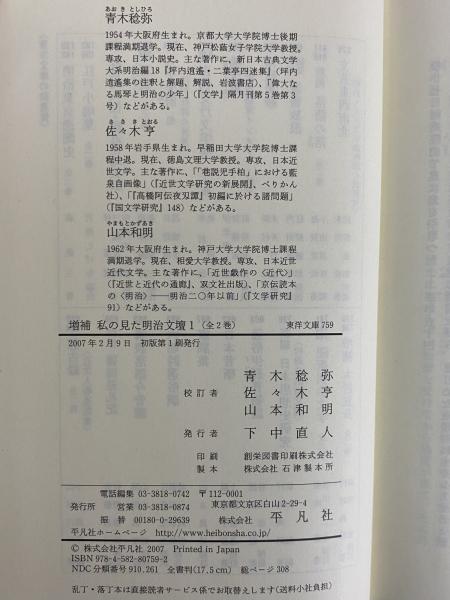 あおきとしひろ
青木稔弥
1954年大阪府生まれ。京都大学大学院博士後期
課程満期退学。現在、神戸松蔭女子学院大学教授。
専攻、日本小説史。主な著作に、新日本古典文学
大系明治編18『坪内逍遙・二葉亭四迷集』(坪内
逍遙集の注釈と解題、解説、岩波書店)、「偉大な
る馬琴と明治の少年」(『文学』隔月刊第5巻第3
号)などがある。
ささきとおる
佐々木亨
1958年岩手県生まれ。早稲田大学大学院博士課
程中退。現在、徳島文理大学教授。専攻、日本近
世文学。主な著作に、「「巷説児手柏」における藍
泉自画像」(『近世文学研究の新展開』、ぺりかん
社)、「『高橋阿伝夜刃譚』初編に於ける諸問題」
(『国文学研究』148)などがある。
やまもとかずあき
山本和明
1962年大阪府生まれ。神戸大学大学院博士課程
満期退学。現在、相愛大学教授。専攻、日本近世
近代文学。主な著作に、「近世戯作の〈近代〉」
(『近世と近代の通廊』、双文社出版)、「京伝読本
の〈明治〉──明治二〇年以前」(『文学研究』
91)などがある。
増補 私の見た明治文壇1(全2巻) 東洋文庫759
2007年2月9日 初版第1刷発行
青木稔弥
校訂者 佐々木亨
山本和明
発行者 下中直人
印刷 創栄図書印刷株式会社
製本 株式会社石津製本所
電話編集 03-3818-0742 〒112-0001
発行所 営業 03-3818-0874 東京都文京区白山2-29-4
振替 00180-0-29639 株式会社 平凡社
平凡社ホームページ http://www.heibonsha.co.jp/
© 株式会社平凡社 2007 Printed in Japan
ISBN 978-4-582-80759-2
NDC分類番号910.261 全書判(17.5cm) 総ページ308
乱丁・落丁本は直接読者サービス係でお取替えします(送料小社負担)